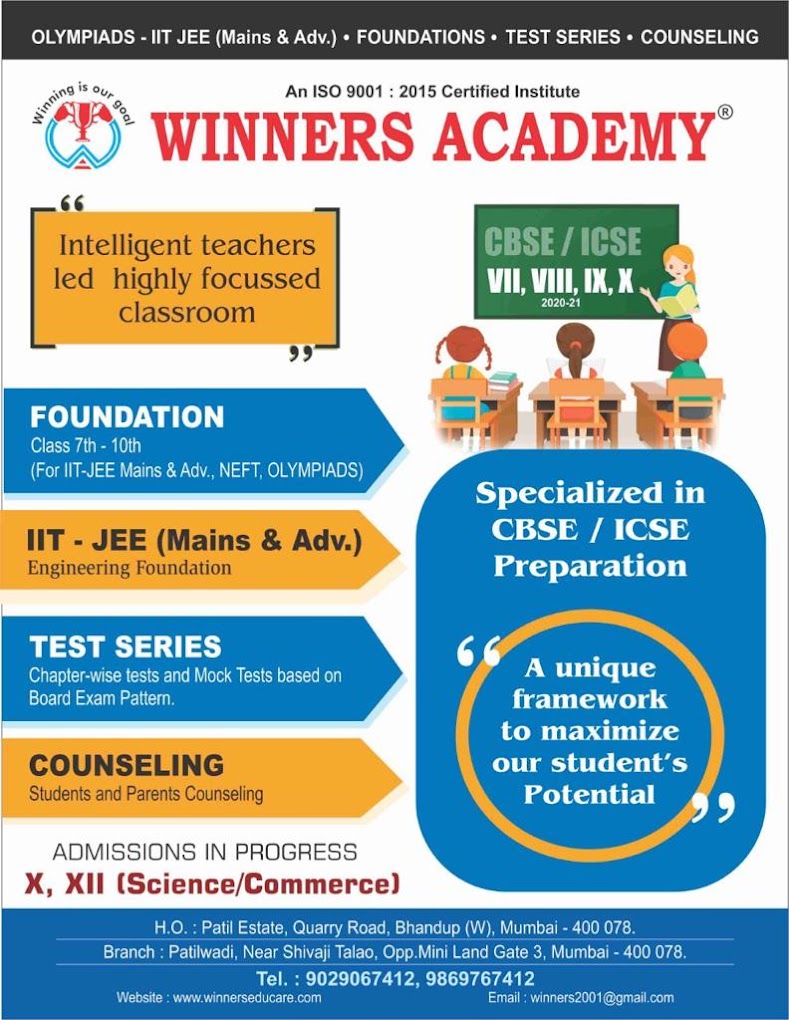 OLYMPIADS - IIT JEE (Mains & Adv.) • FOUNDATIONS • TEST SERIES • COUNSELING
Winning is our goal
An ISO 9001 : 2015 Certified Institute
WINNERS ACADEMY®
“
Intelligent teachers
led highly focussed
classroom
”
CBSE / ICSE
VII, VIII, IX, X
2020-21
FOUNDATION
Class 7th - 10th
(For IIT-JEE Mains & Adv., NEFT, OLYMPIADS)
IIT - JEE (Mains & Adv.)
Engineering Foundation
TEST SERIES
Chapter-wise tests and Mock Tests based on
Board Exam Pattern.
COUNSELING
Students and Parents Counseling
ADMISSIONS IN PROGRESS
X, XII (Science/Commerce)
Specialized in
CBSE / ICSE
Preparation
“
A unique
framework
to maximize
our student’s
Potential
”
H.O. : Patil Estate, Quarry Road, Bhandup (W), Mumbai - 400 078.
Branch : Patilwadi, Near Shivaji Talao, Opp.Mini Land Gate 3, Mumbai - 400 078.
Tel. : 9029067412, 9869767412
Website : www.winnerseducare.com Email : winners2001@gmail.com